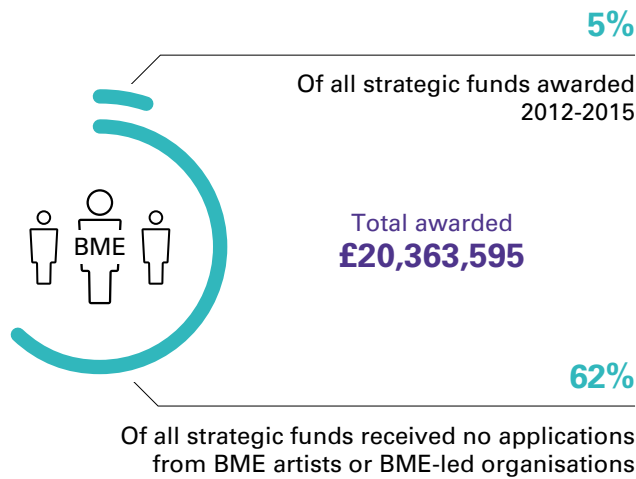 5%
Of all strategic funds awarded
2012-2015
BME
Total awarded
£20,363,595
62%
Of all strategic funds received no applications
from BME artists or BME-led organisations